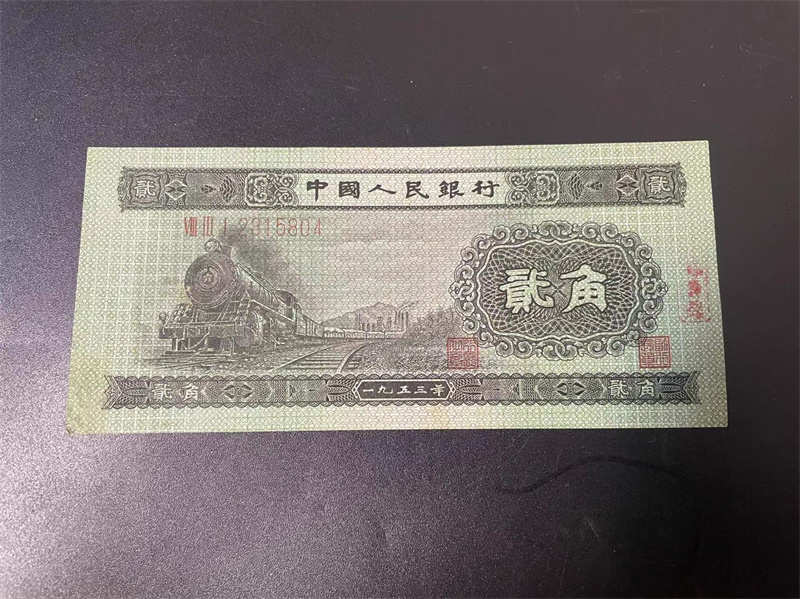 貳 中國人民銀行 貳
VIII III I 2315804
貳角
貳角 一九五三年 貳角